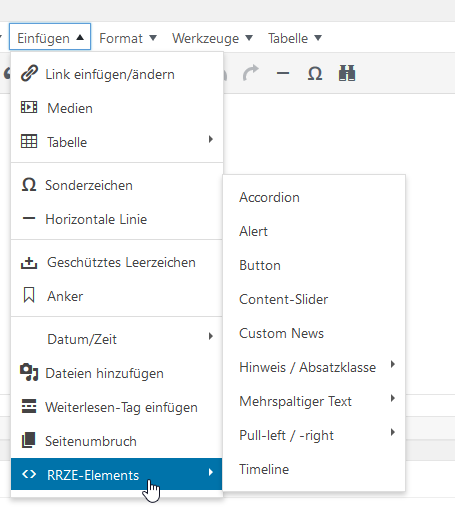 Einfügen Format Werkzeuge Tabelle
Link einfügen/ändern
Medien
Tabelle
Sonderzeichen
Horizontale Linie
Geschütztes Leerzeichen
Anker
Datum/Zeit
Dateien hinzufügen
Weiterlesen-Tag einfügen
Seitenumbruch
RRZE-Elements
Accordion
Alert
Button
Content-Slider
Custom News
Hinweis / Absatzklasse
Mehrspaltiger Text
Pull-left / -right
Timeline